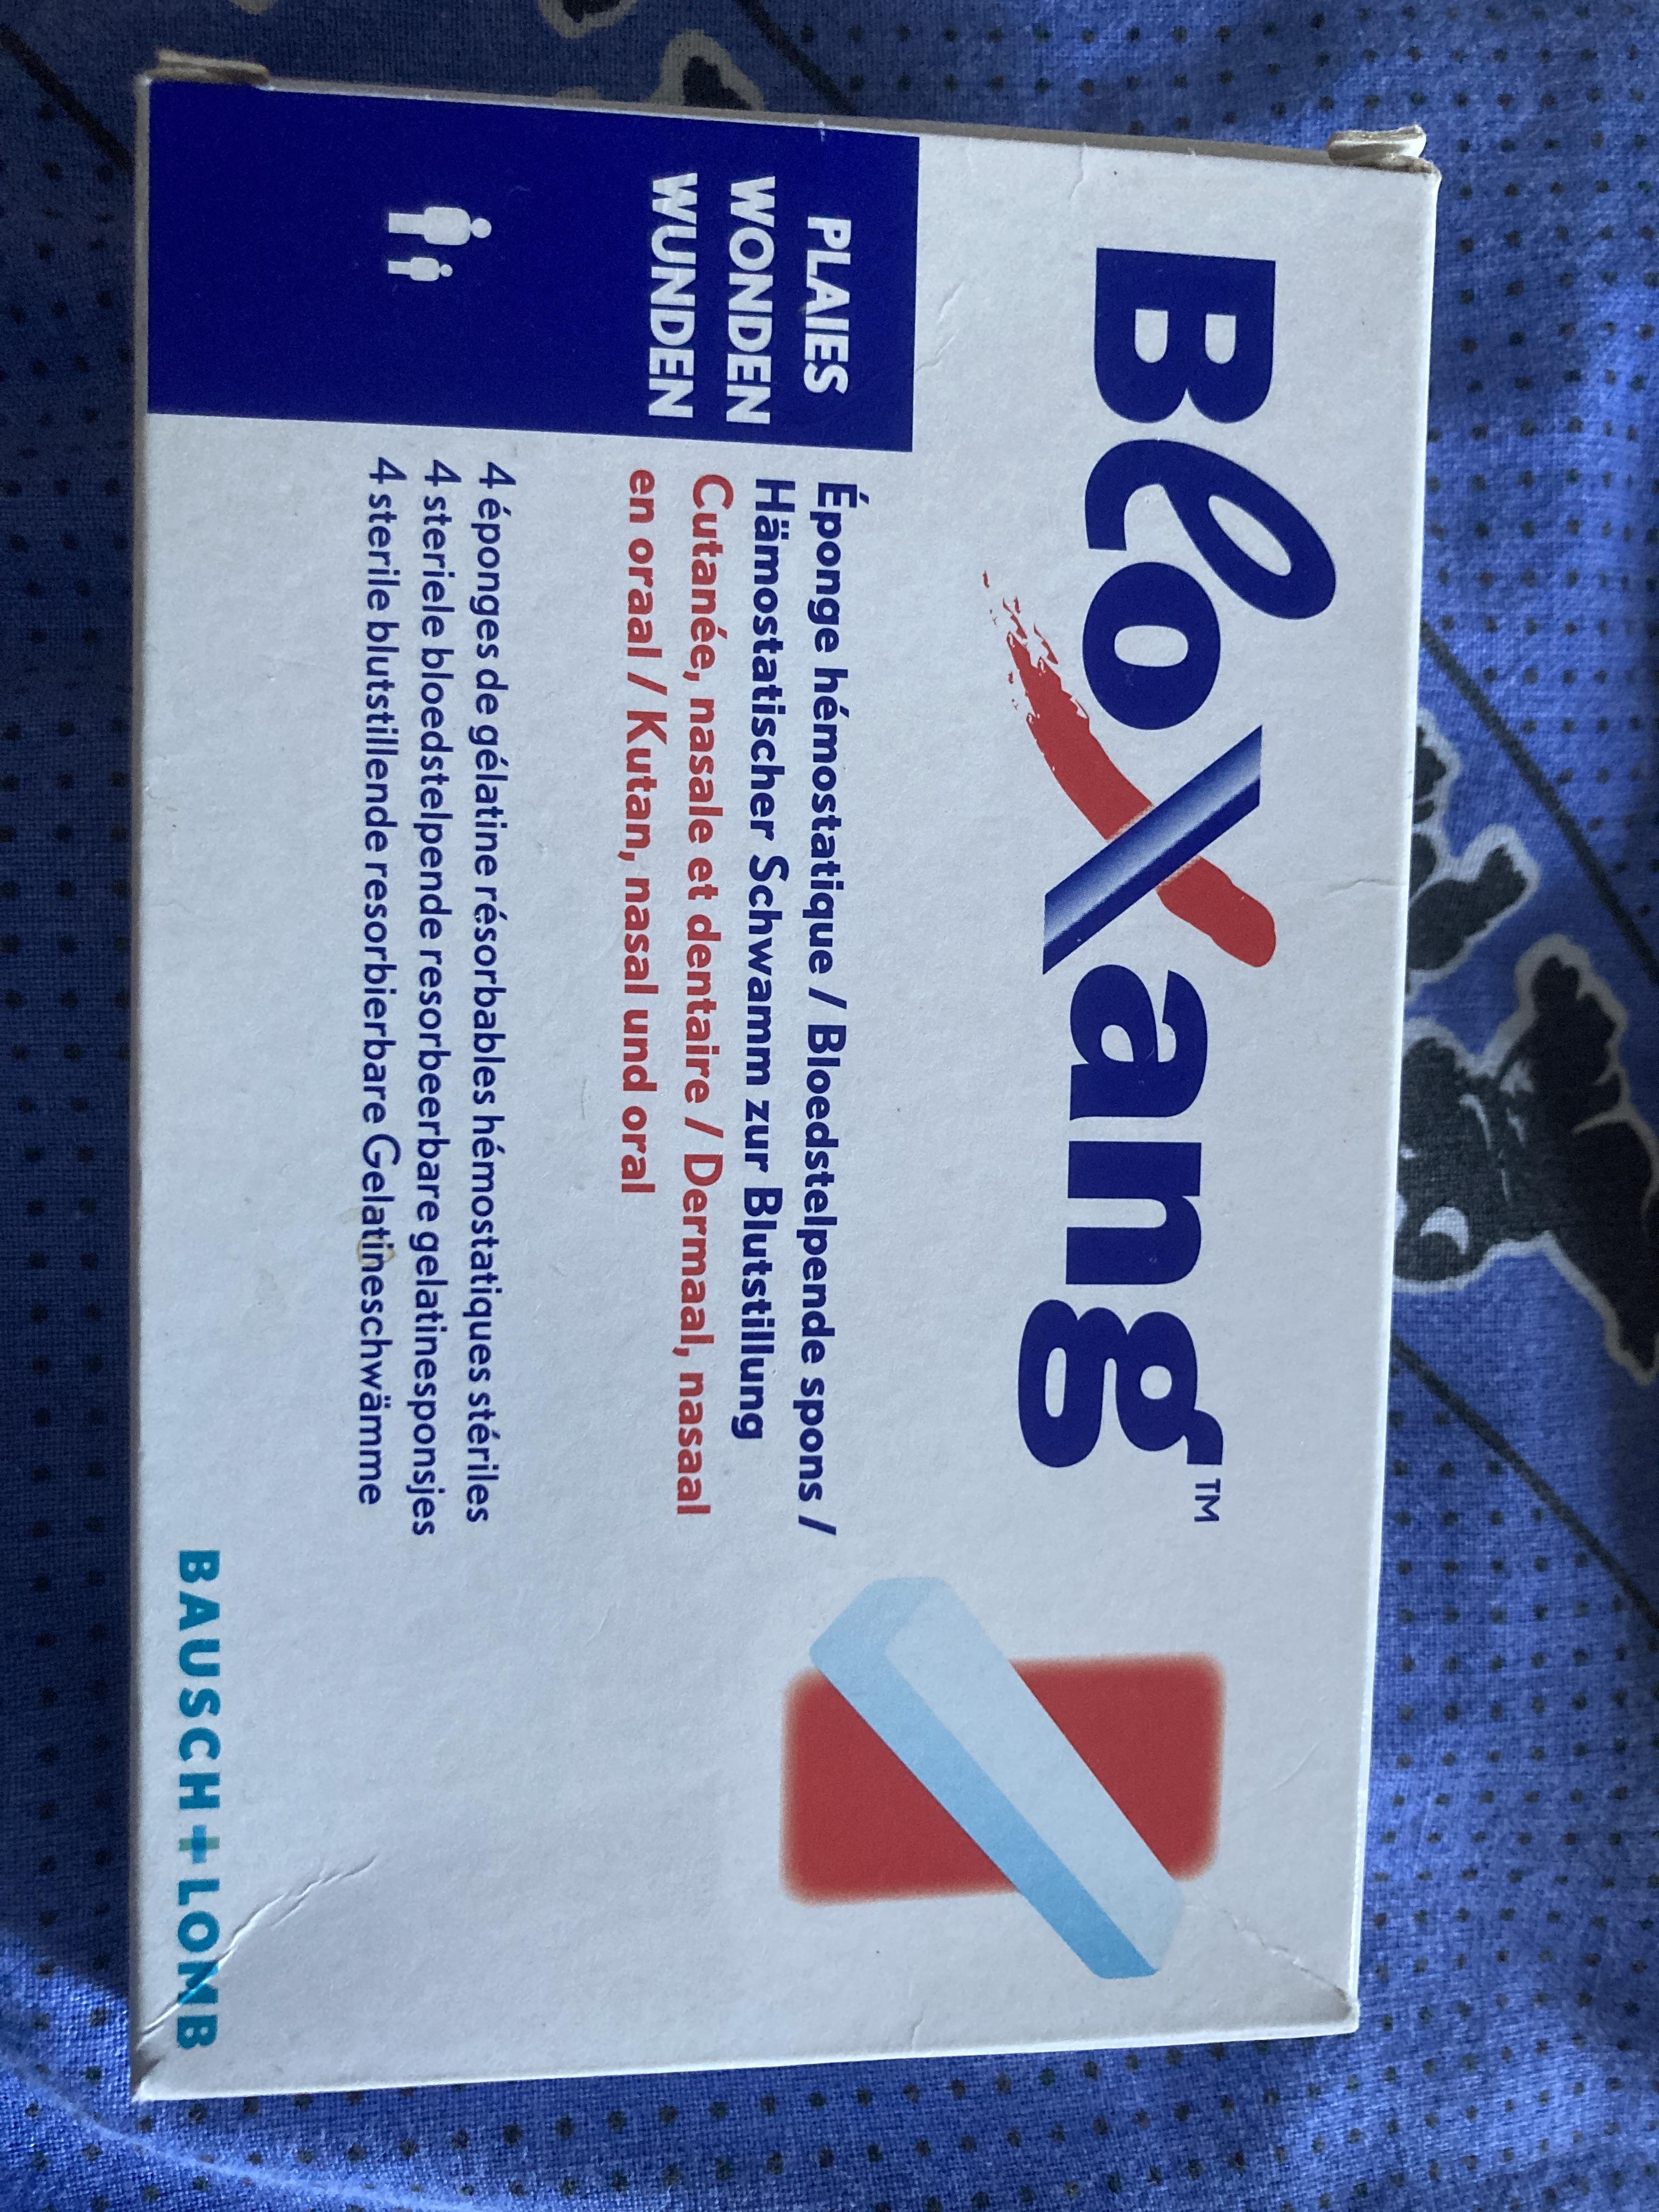 BloXang™
PLAIES
WONDEN
WUNDEN
Éponge hémostatique / Bloedstelpende spons /
Hämostatischer Schwamm zur Blutstillung
Cutanée, nasale et dentaire / Dermaal, nasaal
en oraal / Kutan, nasal und oral
4 éponges de gélatine résorbables hémostatiques stériles
4 steriele bloedstelpende resorbeerbare gelatinesponsjes
4 sterile blutstillende resorbierbare Gelatineschwämme
BAUSCH+LOMB